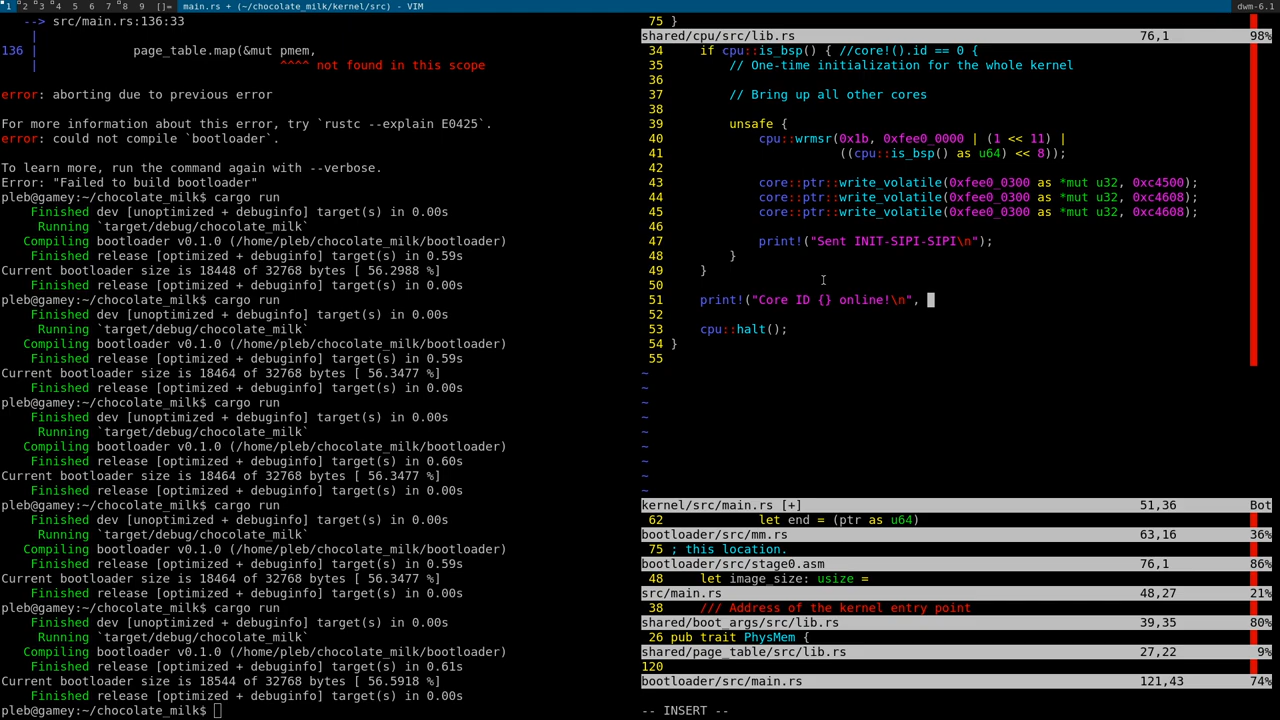 1 2 3 4 5 6 7 8 9 []= main.rs + (~/chocolate_milk/kernel/src) - VIM dwm-6.1
--> src/main.rs:136:33
|
136 | page_table.map(&mut pmem,
| ^^^^ not found in this scope
error: aborting due to previous error
For more information about this error, try `rustc --explain E0425`.
error: could not compile `bootloader`.
To learn more, run the command again with --verbose.
Error: "Failed to build bootloader"
pleb@gamey:~/chocolate_milk$ cargo run
Finished dev [unoptimized + debuginfo] target(s) in 0.00s
Running `target/debug/chocolate_milk`
Compiling bootloader v0.1.0 (/home/pleb/chocolate_milk/bootloader)
Finished release [optimized + debuginfo] target(s) in 0.59s
Current bootloader size is 18448 of 32768 bytes [ 56.2988 %]
Finished release [optimized + debuginfo] target(s) in 0.00s
pleb@gamey:~/chocolate_milk$ cargo run
Finished dev [unoptimized + debuginfo] target(s) in 0.00s
Running `target/debug/chocolate_milk`
Compiling bootloader v0.1.0 (/home/pleb/chocolate_milk/bootloader)
Finished release [optimized + debuginfo] target(s) in 0.59s
Current bootloader size is 18464 of 32768 bytes [ 56.3477 %]
Finished release [optimized + debuginfo] target(s) in 0.00s
pleb@gamey:~/chocolate_milk$ cargo run
Finished dev [unoptimized + debuginfo] target(s) in 0.00s
Running `target/debug/chocolate_milk`
Compiling bootloader v0.1.0 (/home/pleb/chocolate_milk/bootloader)
Finished release [optimized + debuginfo] target(s) in 0.60s
Current bootloader size is 18464 of 32768 bytes [ 56.3477 %]
Finished release [optimized + debuginfo] target(s) in 0.00s
pleb@gamey:~/chocolate_milk$ cargo run
Finished dev [unoptimized + debuginfo] target(s) in 0.00s
Running `target/debug/chocolate_milk`
Compiling bootloader v0.1.0 (/home/pleb/chocolate_milk/bootloader)
Finished release [optimized + debuginfo] target(s) in 0.59s
Current bootloader size is 18464 of 32768 bytes [ 56.3477 %]
Finished release [optimized + debuginfo] target(s) in 0.00s
pleb@gamey:~/chocolate_milk$ cargo run
Finished dev [unoptimized + debuginfo] target(s) in 0.00s
Running `target/debug/chocolate_milk`
Compiling bootloader v0.1.0 (/home/pleb/chocolate_milk/bootloader)
Finished release [optimized + debuginfo] target(s) in 0.61s
Current bootloader size is 18544 of 32768 bytes [ 56.5918 %]
Finished release [optimized + debuginfo] target(s) in 0.00s
pleb@gamey:~/chocolate_milk$
75 }
shared/cpu/src/lib.rs 76,1 98%
34 if cpu::is_bsp() { //core!().id == 0 {
35 // One-time initialization for the whole kernel
36
37 // Bring up all other cores
38
39 unsafe {
40 cpu::wrmsr(0x1b, 0xfee0_0000 | (1 << 11) |
41 ((cpu::is_bsp() as u64) << 8));
42
43 core::ptr::write_volatile(0xfee0_0300 as *mut u32, 0xc4500);
44 core::ptr::write_volatile(0xfee0_0300 as *mut u32, 0xc4608);
45 core::ptr::write_volatile(0xfee0_0300 as *mut u32, 0xc4608);
46
47 print!("Sent INIT-SIPI-SIPI\n");
48 }
49 }
50
51 print!("Core ID {} online!\n",
52
53 cpu::halt();
54 }
55
~
~
~
~
~
~
~
~
~
kernel/src/main.rs [+] 51,36 Bot
62 let end = (ptr as u64)
bootloader/src/mm.rs 63,16 36%
75 ; this location.
bootloader/src/stage0.asm 76,1 86%
48 let image_size: usize =
src/main.rs 48,27 21%
38 /// Address of the kernel entry point
shared/boot_args/src/lib.rs 39,35 80%
26 pub trait PhysMem {
shared/page_table/src/lib.rs 27,22 9%
120
bootloader/src/main.rs 121,43 74%
-- INSERT --